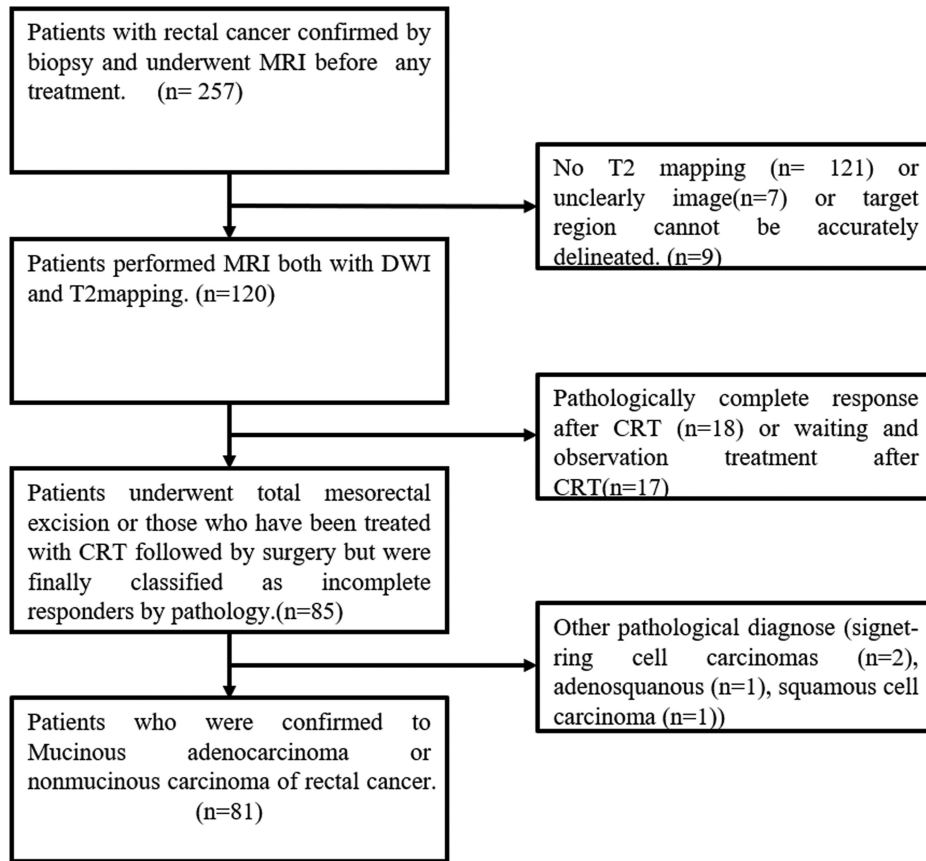 Patients with rectal cancer confirmed by
biopsy and underwent MRI before any
treatment. (n= 257)
No T2 mapping (n= 121) or
unclearly image(n=7) or target
region cannot be accurately
delineated. (n=9)
Patients performed MRI both with DWI
and T2mapping. (n=120)
Pathologically complete response
after CRT (n=18) or waiting and
observation treatment after
CRT(n=17)
Patients underwent total mesorectal
excision or those who have been treated
with CRT followed by surgery but were
finally classified as incomplete
responders by pathology.(n=85)
Other pathological diagnose (signet-
ring cell carcinomas (n=2),
adenosquanous (n=1), squamous cell
carcinoma (n=1))
Patients who were confirmed to
Mucinous adenocarcinoma or
nonmucinous carcinoma of rectal cancer.
(n=81)